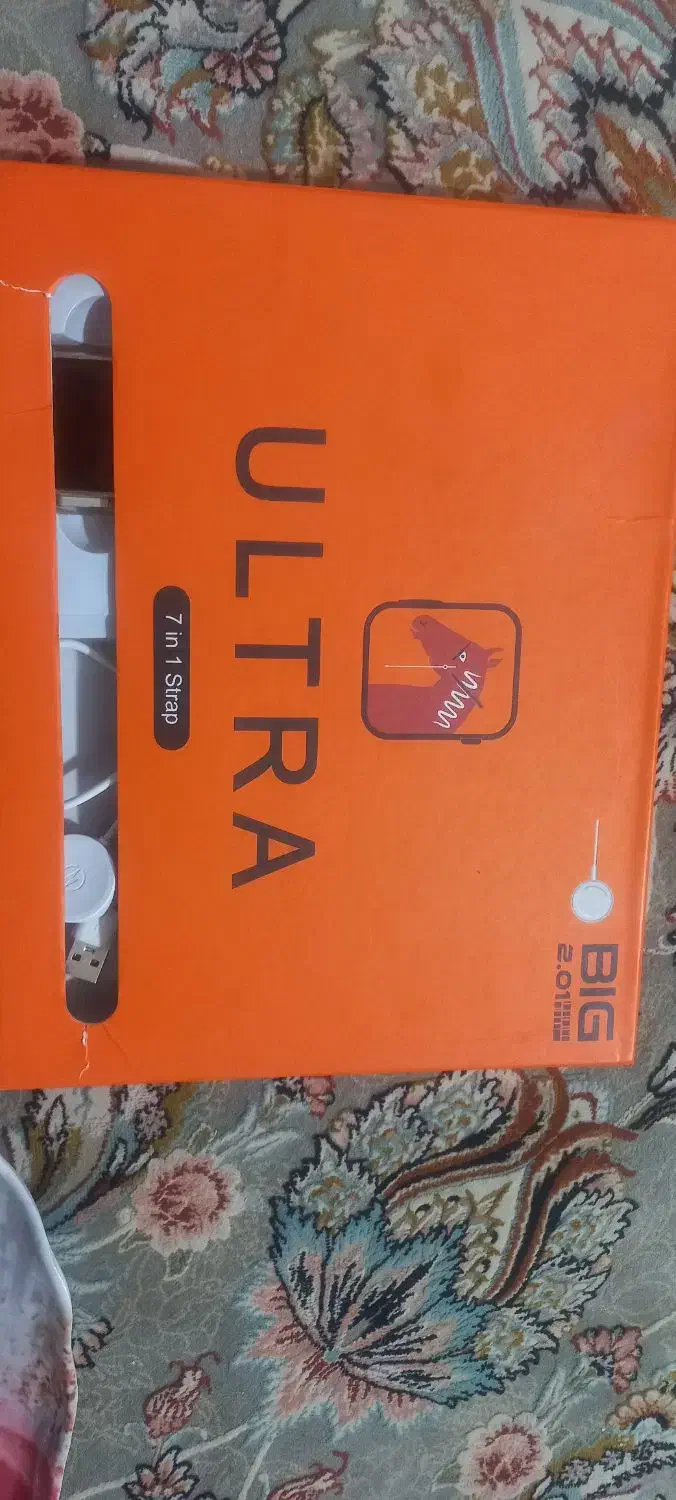 BIG
2.01
ULTRA
7 in 1 Strap